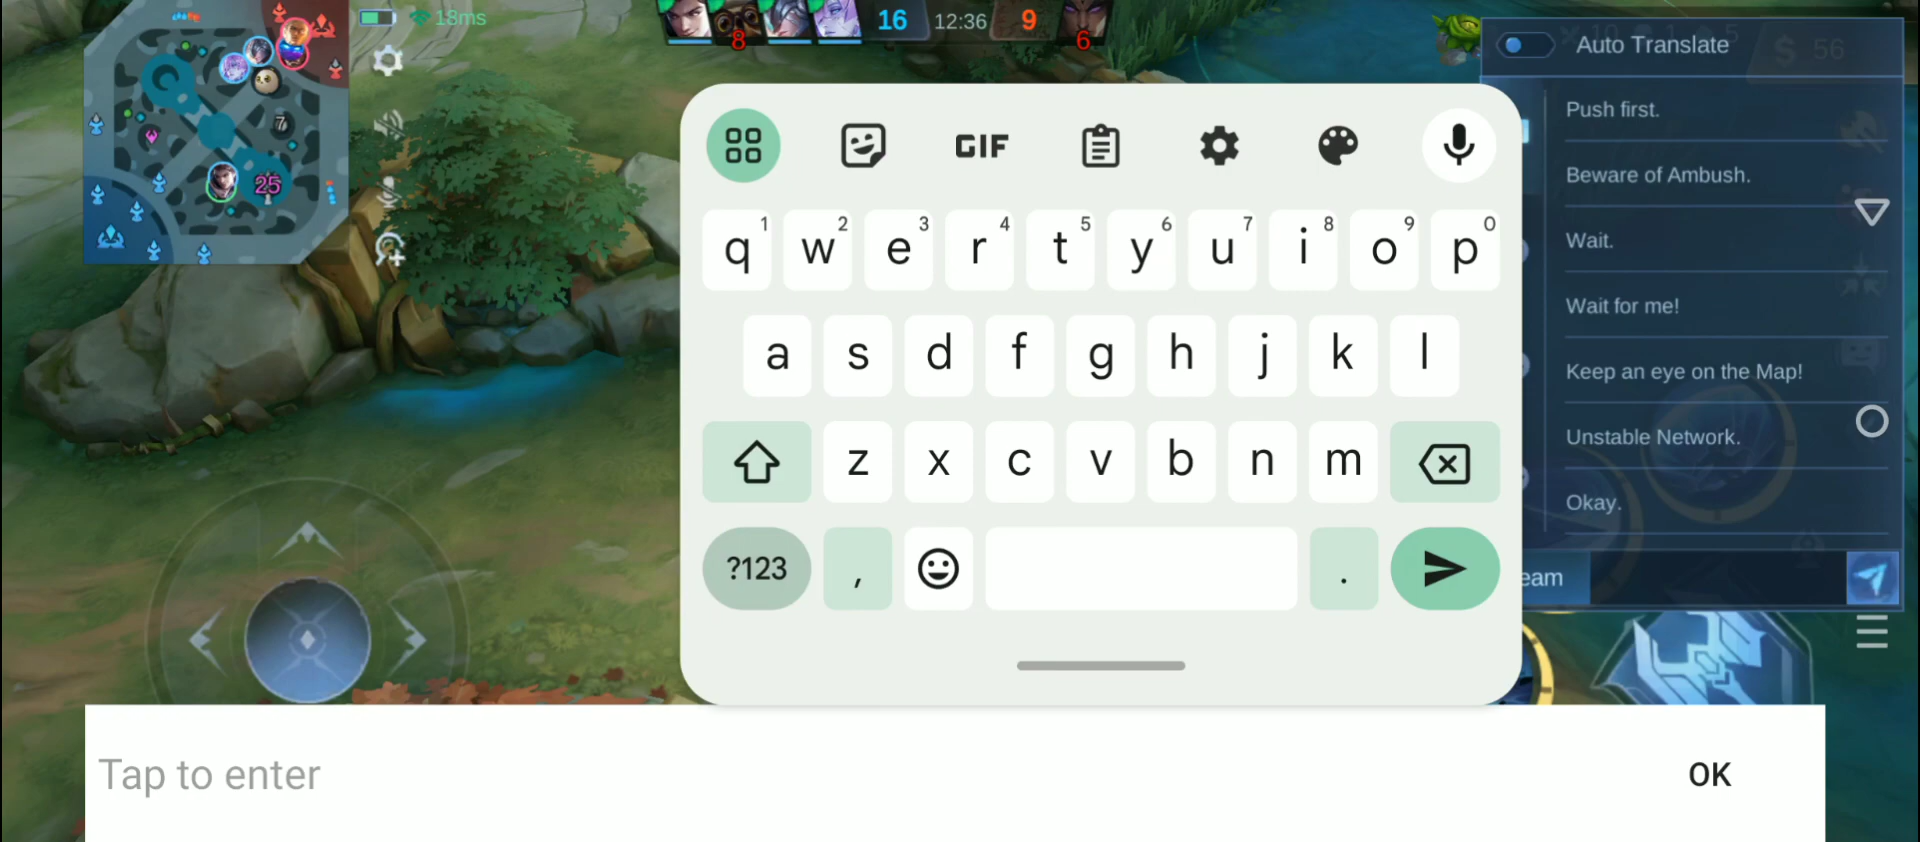 18ms
16 12:36 9
8
6
7
25
Auto Translate
$ 56
Push first.
Beware of Ambush.
Wait.
Wait for me!
Keep an eye on the Map!
Unstable Network.
Okay.
eam
GIF
q 1 w 2 e 3 r 4 t 5 y 6 u 7 i 8 o 9 p 0
a s d f g h j k l
z x c v b n m
?123 , .
Tap to enter
OK